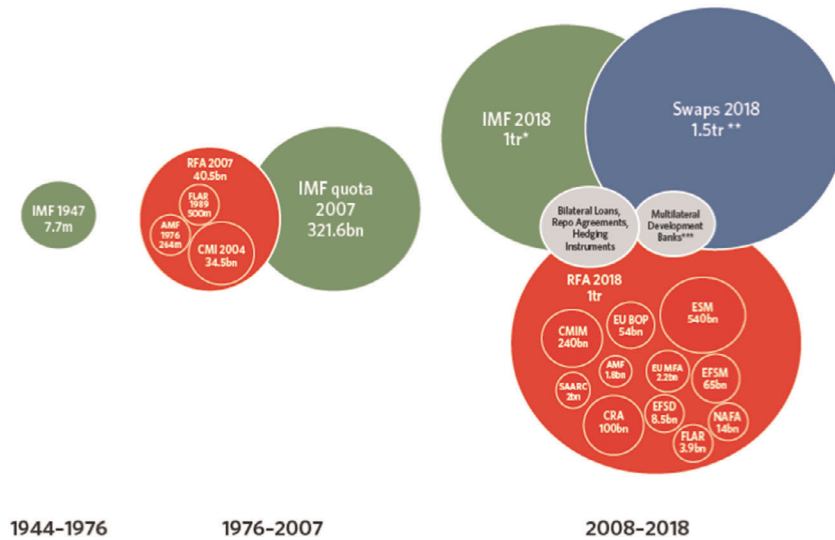 IMF 1947
7.7m
RFA 2007
40.5bn
FLAR
1989
500m
AMF
1976
264m
CMI 2004
34.5bn
IMF quota
2007
321.6bn
IMF 2018
1tr*
Swaps 2018
1.5tr **
Bilateral Loans,
Repo Agreements,
Hedging
Instruments
Multilateral
Development
Banks***
RFA 2018
1tr
ESM
540bn
EU BOP
54bn
CMIM
240bn
AMF
1.8bn
EU MFA
2.2bn
EFSM
65bn
SAARC
2bn
CRA
100bn
EFSD
8.5bn
NAFA
14bn
FLAR
3.9bn
1944–1976
1976–2007
2008–2018